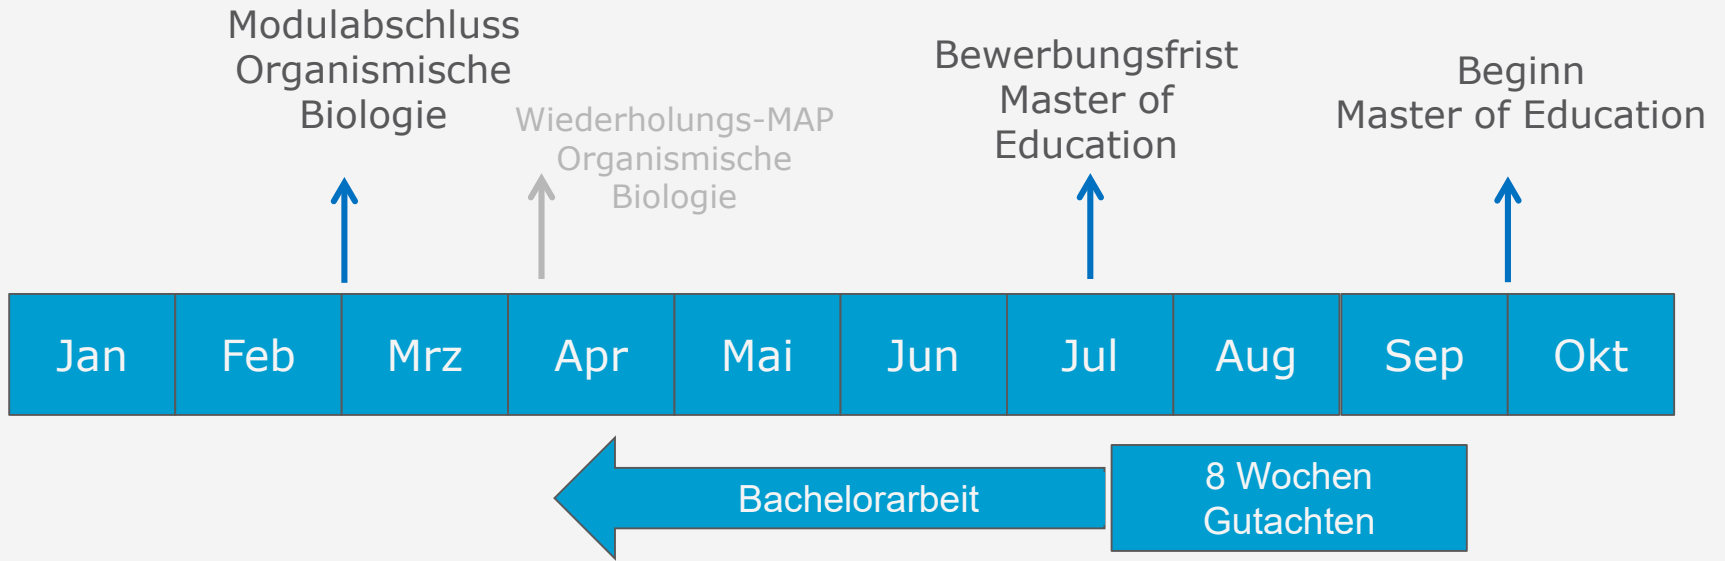 Modulabschluss
Organismische
Biologie
Wiederholungs-MAP
Organismische
Biologie
Bewerbungsfrist
Master of
Education
Beginn
Master of Education
Jan
Feb
Mrz
Apr
Mai
Jun
Jul
Aug
Sep
Okt
Bachelorarbeit
8 Wochen
Gutachten